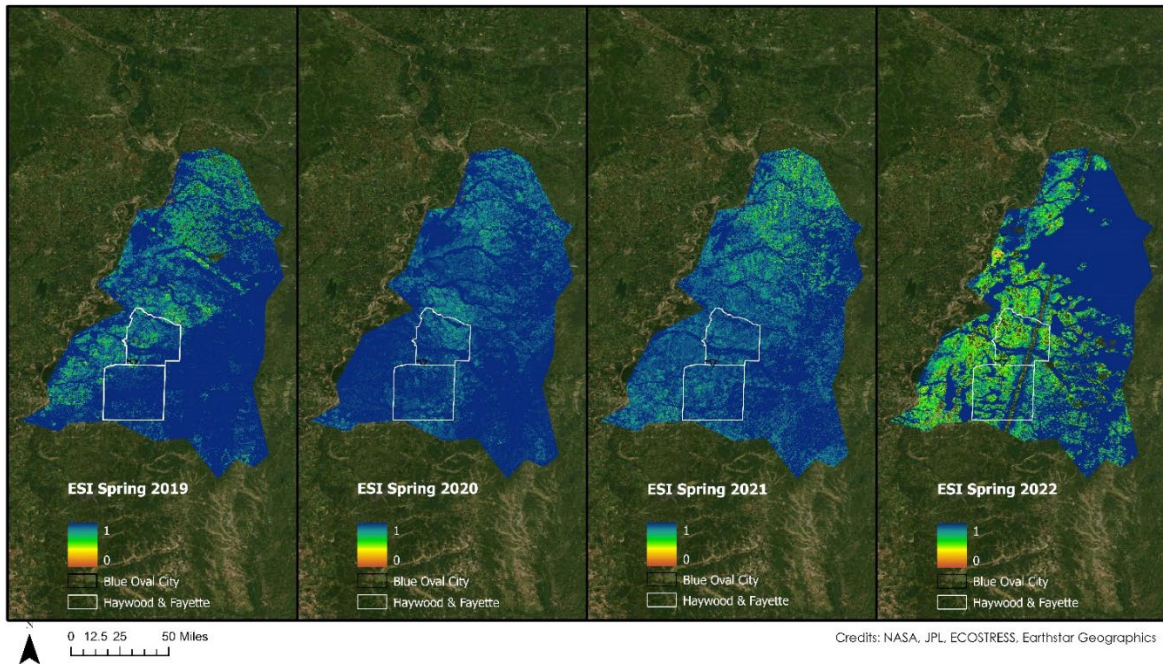 ESI Spring 2019
1
0
Blue Oval City
Haywood & Fayette
ESI Spring 2020
1
0
Blue Oval City
Haywood & Fayette
ESI Spring 2021
1
0
Blue Oval City
Haywood & Fayette
ESI Spring 2022
1
0
Blue Oval City
Haywood & Fayette
N
0 12.5 25 50 Miles
Credits: NASA, JPL, ECOSTRESS, Earthstar Geographics